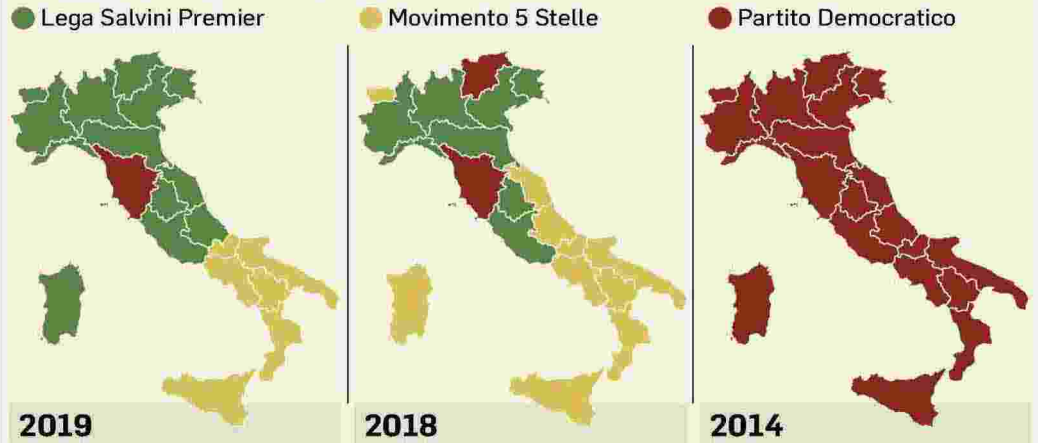 Lega Salvini Premier
Movimento 5 Stelle
Partito Democratico
2019
2018
2014